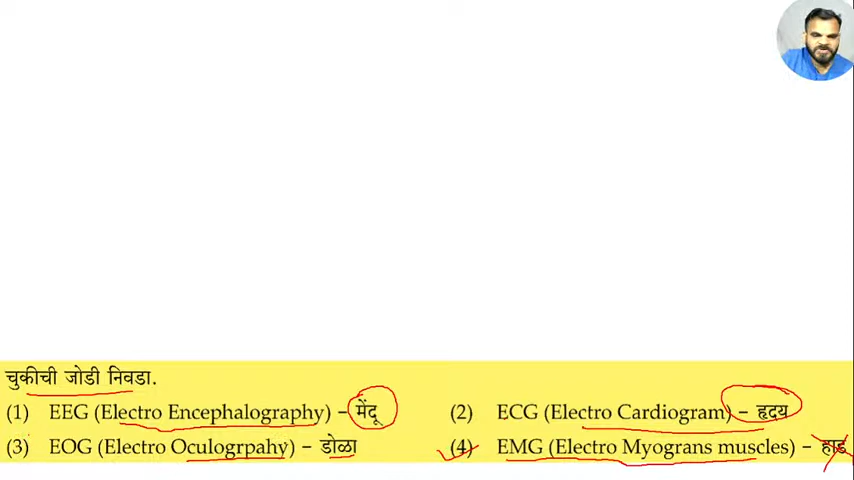 चुकीची जोडी निवडा.
(1) EEG (Electro Encephalography) – मेंदू (2) ECG (Electro Cardiogram) – हृदय
(3) EOG (Electro Oculogrpahy) – डोळा (4) EMG (Electro Myograns muscles) – हाड